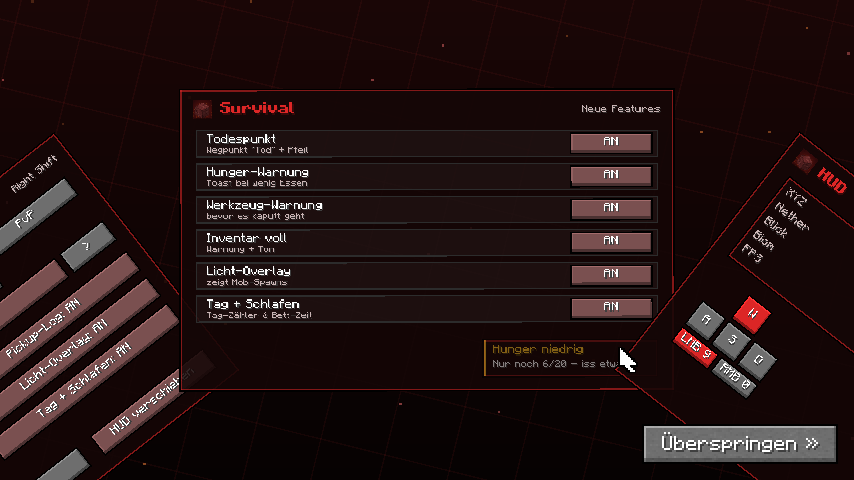 Survival
Neue Features
Todespunkt
Wegpunkt "Tod" + Pfeil
AN
Hunger-Warnung
Toast bei wenig Essen
AN
Werkzeug-Warnung
bevor es kaputt geht
AN
Inventar voll
Warnung + Ton
AN
Licht-Overlay
zeigt Mob-Spawns
AN
Tag + Schlafen
Tag-Zähler & Bett-Zeit
AN
Hunger niedrig
Nur noch 6/20 – iss etw
Right Shift
PvP
>
Pickup-Log: AN
Licht-Overlay: AN
Tag + Schlafen: AN
HUD verschieben
HUD
XYZ
Nether
Blick
Biom
FPS
W
A
S
D
LMB 9
RMB 0
Überspringen »